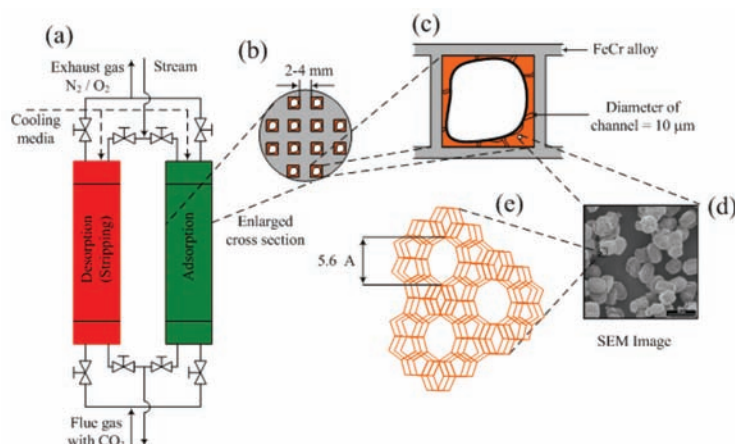 (a)
Exhaust gas
N₂ / O₂
Stream
Cooling
media
Desorption
(Stripping)
Adsorption
Flue gas
with CO₂
(b)
2-4 mm
Enlarged
cross section
(c)
FeCr alloy
Diameter of
channel = 10 μm
(d)
SEM Image
(e)
5.6 A